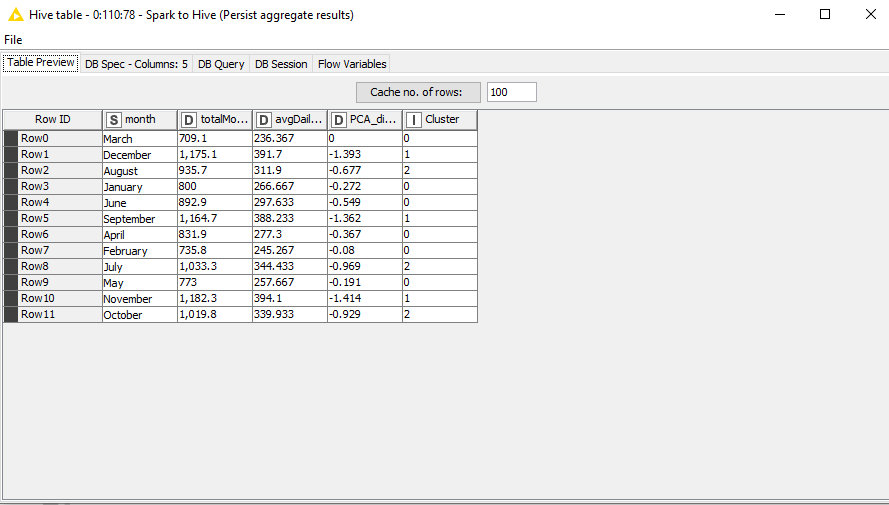 Hive table - 0:110:78 - Spark to Hive (Persist aggregate results)
File
Table Preview DB Spec - Columns: 5 DB Query DB Session Flow Variables
Cache no. of rows: 100
Row ID S month D totalMo... D avgDail... D PCA_di... I Cluster
Row0 March 709.1 236.367 0 0
Row1 December 1,175.1 391.7 -1.393 1
Row2 August 935.7 311.9 -0.677 2
Row3 January 800 266.667 -0.272 0
Row4 June 892.9 297.633 -0.549 0
Row5 September 1,164.7 388.233 -1.362 1
Row6 April 831.9 277.3 -0.367 0
Row7 February 735.8 245.267 -0.08 0
Row8 July 1,033.3 344.433 -0.969 2
Row9 May 773 257.667 -0.191 0
Row10 November 1,182.3 394.1 -1.414 1
Row11 October 1,019.8 339.933 -0.929 2